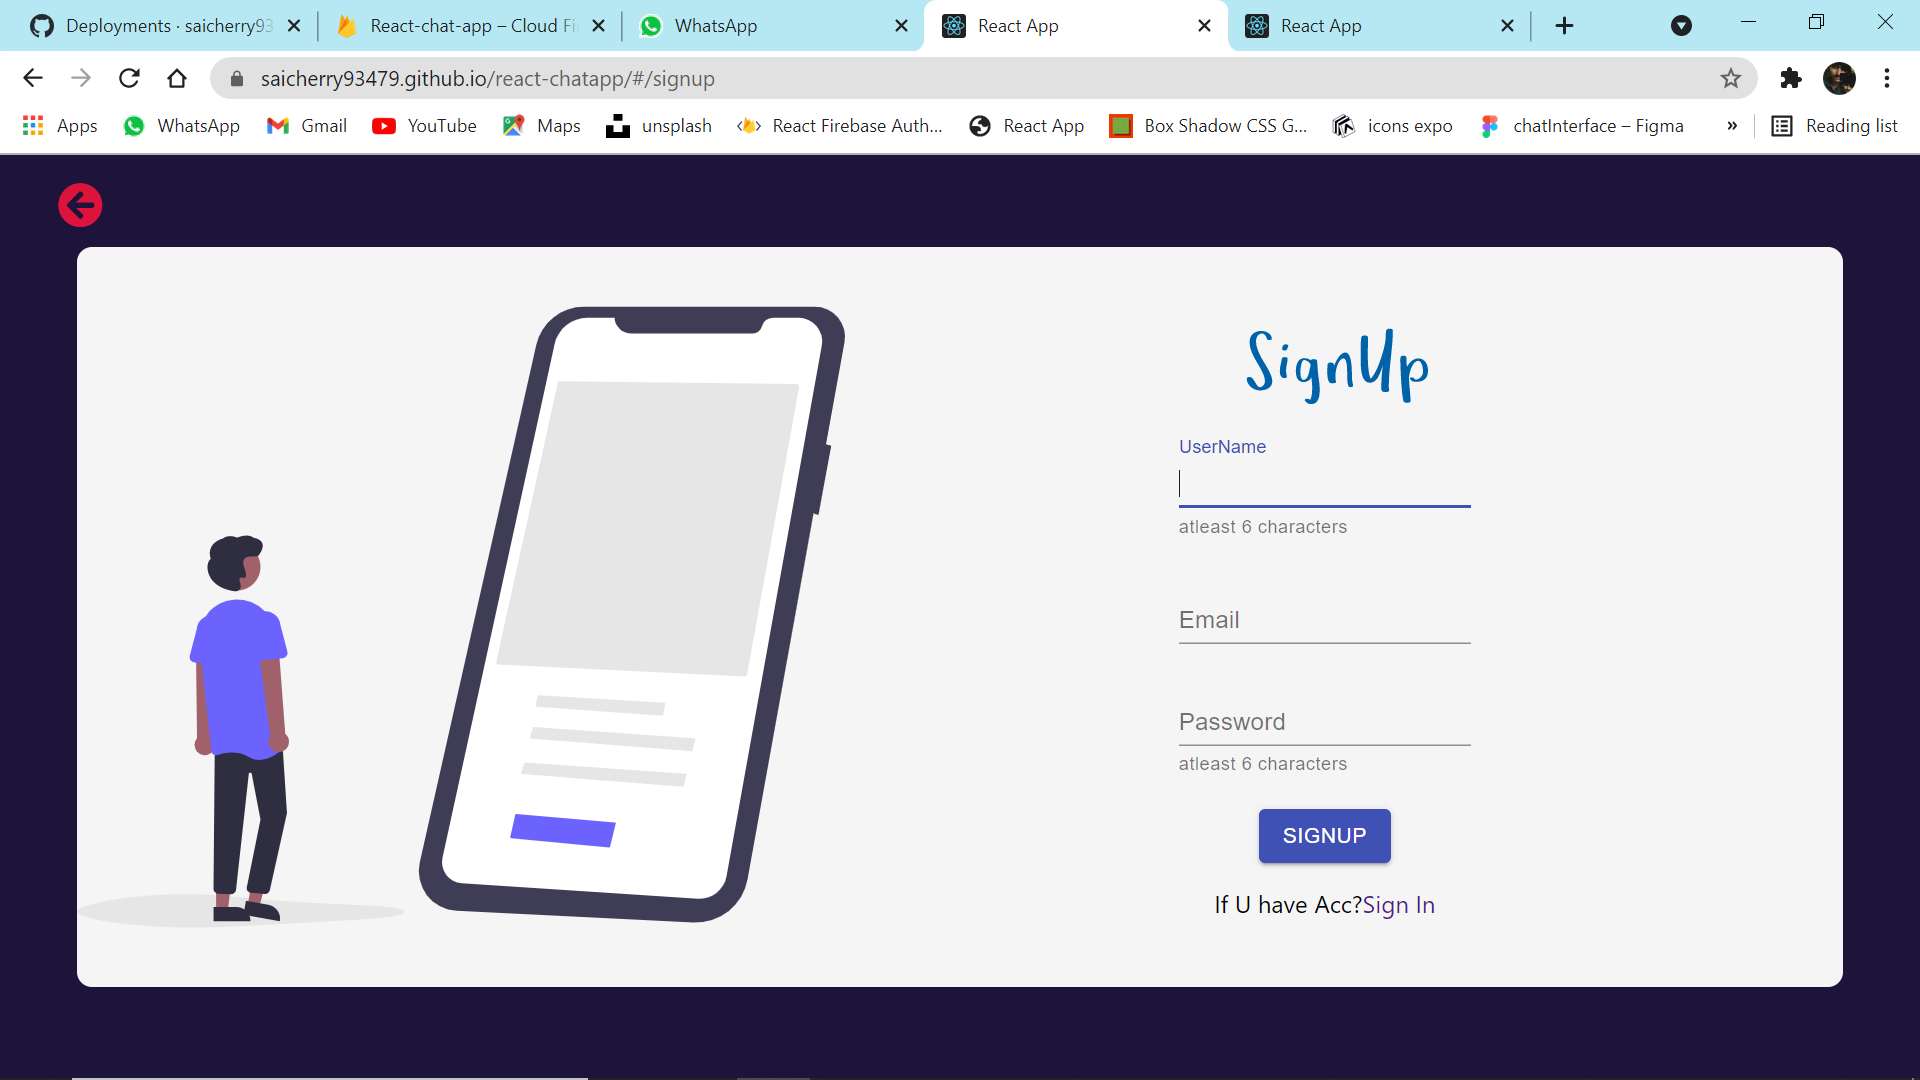 Deployments · saicherry93
React-chat-app – Cloud Fi
WhatsApp
React App
React App
saicherry93479.github.io/react-chatapp/#/signup
Apps
WhatsApp
Gmail
YouTube
Maps
unsplash
React Firebase Auth...
React App
Box Shadow CSS G...
icons expo
chatInterface – Figma
»
Reading list
SignUp
UserName
atleast 6 characters
Email
Password
atleast 6 characters
SIGNUP
If U have Acc?Sign In